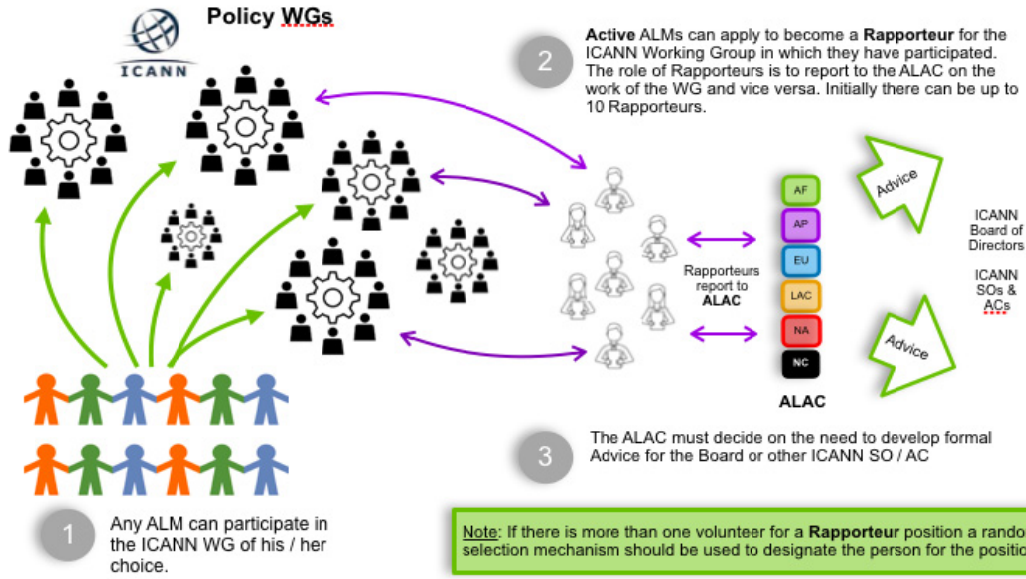 Policy WGs
ICANN
2
Active ALMs can apply to become a Rapporteur for the
ICANN Working Group in which they have participated.
The role of Rapporteurs is to report to the ALAC on the
work of the WG and vice versa. Initially there can be up to
10 Rapporteurs.
Advice
AF
AP
EU
LAC
NA
NC
ALAC
Rapporteurs
report to
ALAC
ICANN
Board of
Directors
ICANN
SOs &
ACs
Advice
3
The ALAC must decide on the need to develop formal
Advice for the Board or other ICANN SO / AC
1
Any ALM can participate in
the ICANN WG of his / her
choice.
Note: If there is more than one volunteer for a Rapporteur position a rando
selection mechanism should be used to designate the person for the positio